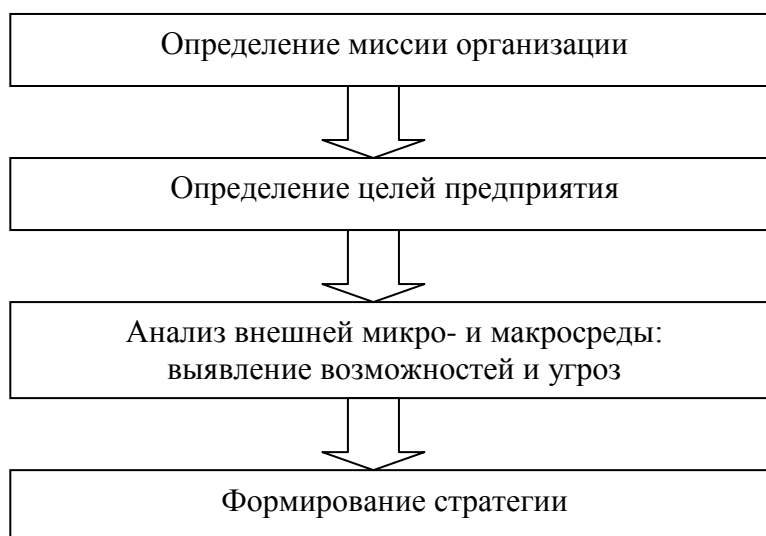 Определение миссии организации
Определение целей предприятия
Анализ внешней микро- и макросреды:
выявление возможностей и угроз
Формирование стратегии